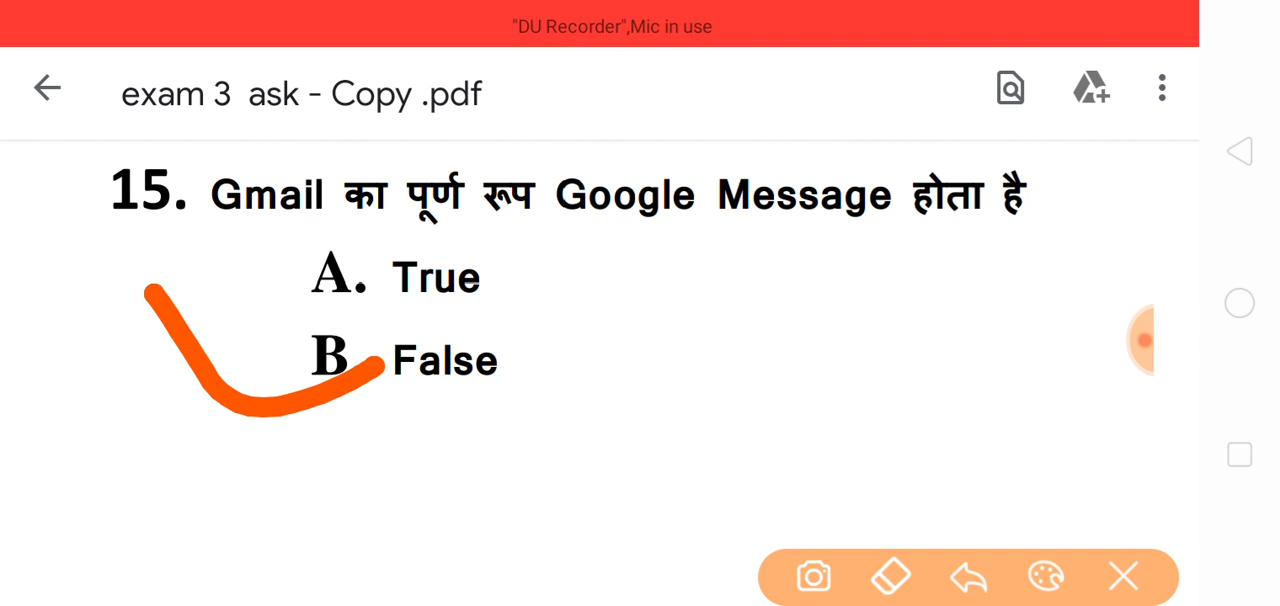 "DU Recorder",Mic in use
exam 3 ask - Copy .pdf
15. Gmail का पूर्ण रूप Google Message होता है
A. True
B. False